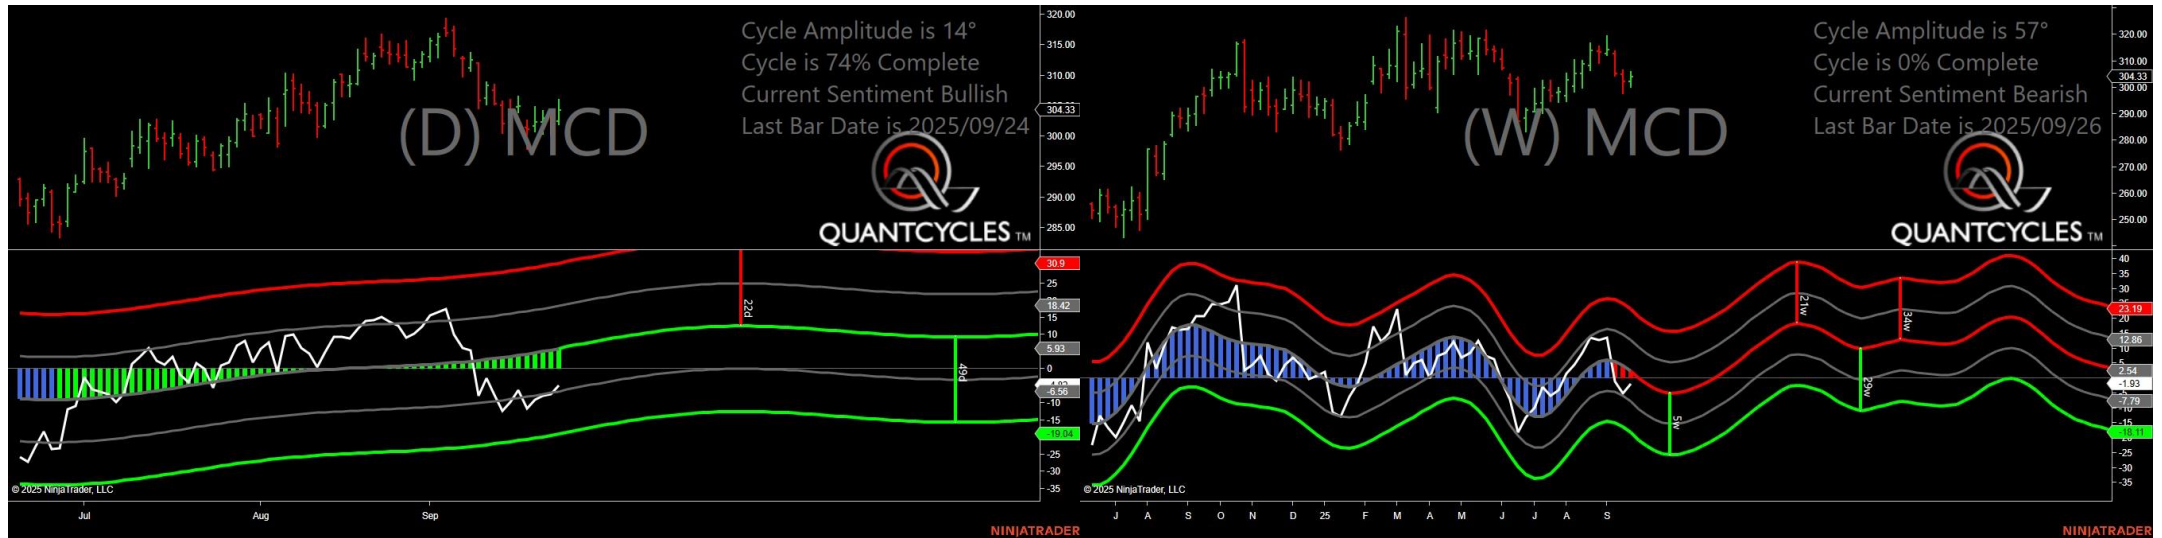 Cycle Amplitude is 14°
Cycle is 74% Complete
Current Sentiment Bullish
Last Bar Date is 2025/09/24
(D) MCD
QUANTCYCLES TM
320.00
315.00
310.00
304.33
300.00
295.00
290.00
285.00
30.9
25
18.42
15
10
5.93
0
-6.56
-10
-15
-19.04
-25
-30
-35
22d
49d
© 2025 NinjaTrader, LLC
Jul
Aug
Sep
NINJATRADER
Cycle Amplitude is 57°
Cycle is 0% Complete
Current Sentiment Bearish
Last Bar Date is 2025/09/26
(W) MCD
QUANTCYCLES TM
320.00
310.00
304.33
300.00
290.00
280.00
270.00
260.00
250.00
40
35
30
23.19
20
12.86
10
2.54
-1.93
-7.79
-10
-18.11
-25
-30
-35
21w
34w
29w
5w
© 2025 NinjaTrader, LLC
J A S O N D 25 F M A M J J A S
NINJATRADER